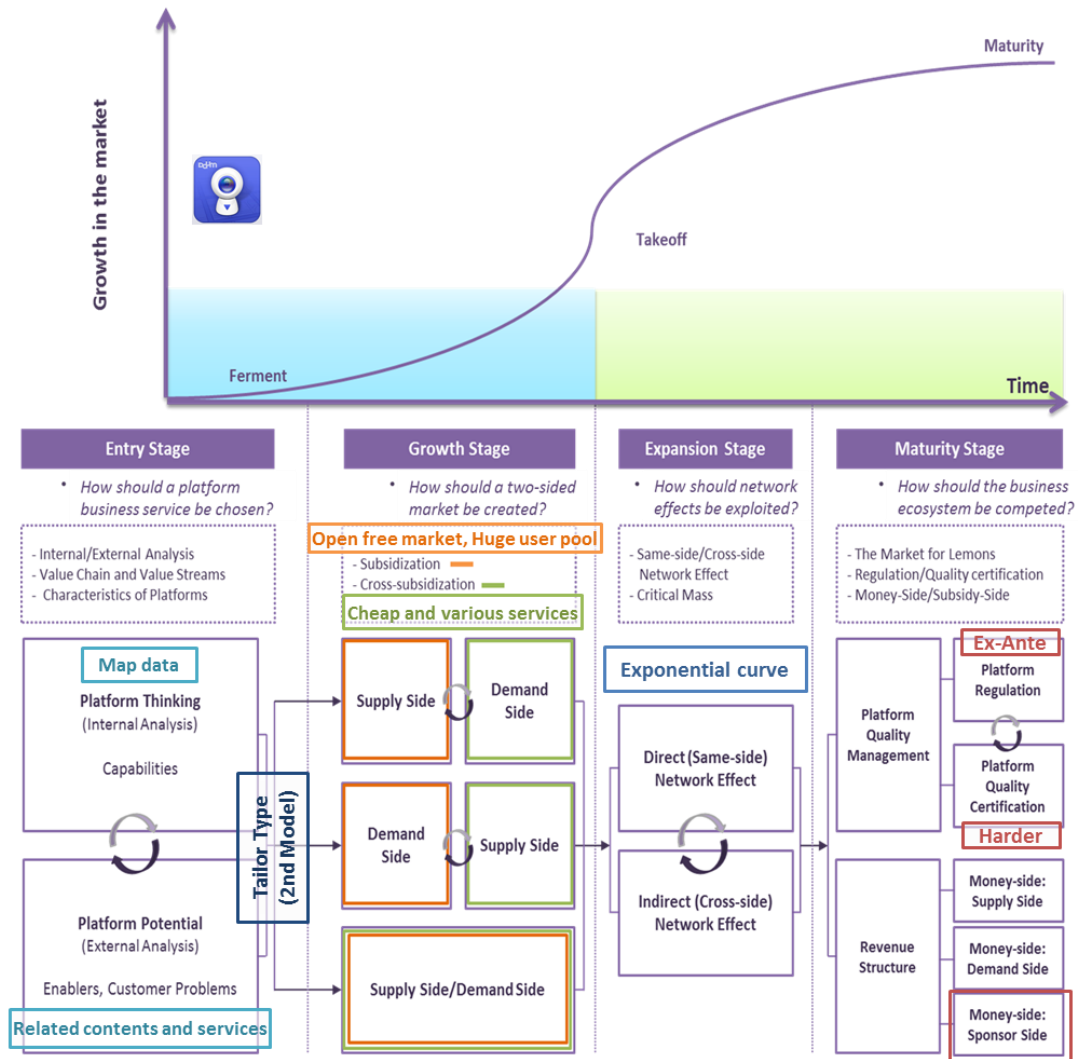 Growth in the market
Maturity
Takeoff
Ferment
Time
Entry Stage
• How should a platform
business service be chosen?
- Internal/External Analysis
- Value Chain and Value Streams
- Characteristics of Platforms
Map data
Platform Thinking
(Internal Analysis)
Capabilities
Platform Potential
(External Analysis)
Enablers, Customer Problems
Related contents and services
Tailor Type
(2nd Model)
Growth Stage
• How should a two-sided
market be created?
Open free market, Huge user pool
- Subsidization
- Cross-subsidization
Cheap and various services
Supply Side
Demand
Side
Demand
Side
Supply Side
Supply Side/Demand Side
Expansion Stage
• How should network
effects be exploited?
- Same-side/Cross-side
Network Effect
- Critical Mass
Exponential curve
Direct (Same-side)
Network Effect
Indirect (Cross-side)
Network Effect
Maturity Stage
• How should the business
ecosystem be competed?
- The Market for Lemons
- Regulation/Quality certification
- Money-Side/Subsidy-Side
Platform
Quality
Management
Ex-Ante
Platform
Regulation
Platform
Quality
Certification
Harder
Revenue
Structure
Money-side:
Supply Side
Money-side:
Demand Side
Money-side:
Sponsor Side